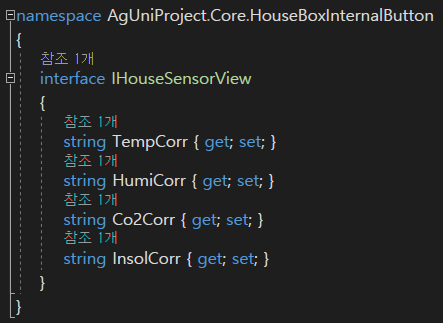 namespace AgUniProject.Core.HouseBoxInternalButton
{
참조 1개
interface IHouseSensorView
{
참조 1개
string TempCorr { get; set; }
참조 1개
string HumiCorr { get; set; }
참조 1개
string Co2Corr { get; set; }
참조 1개
string InsolCorr { get; set; }
}
}